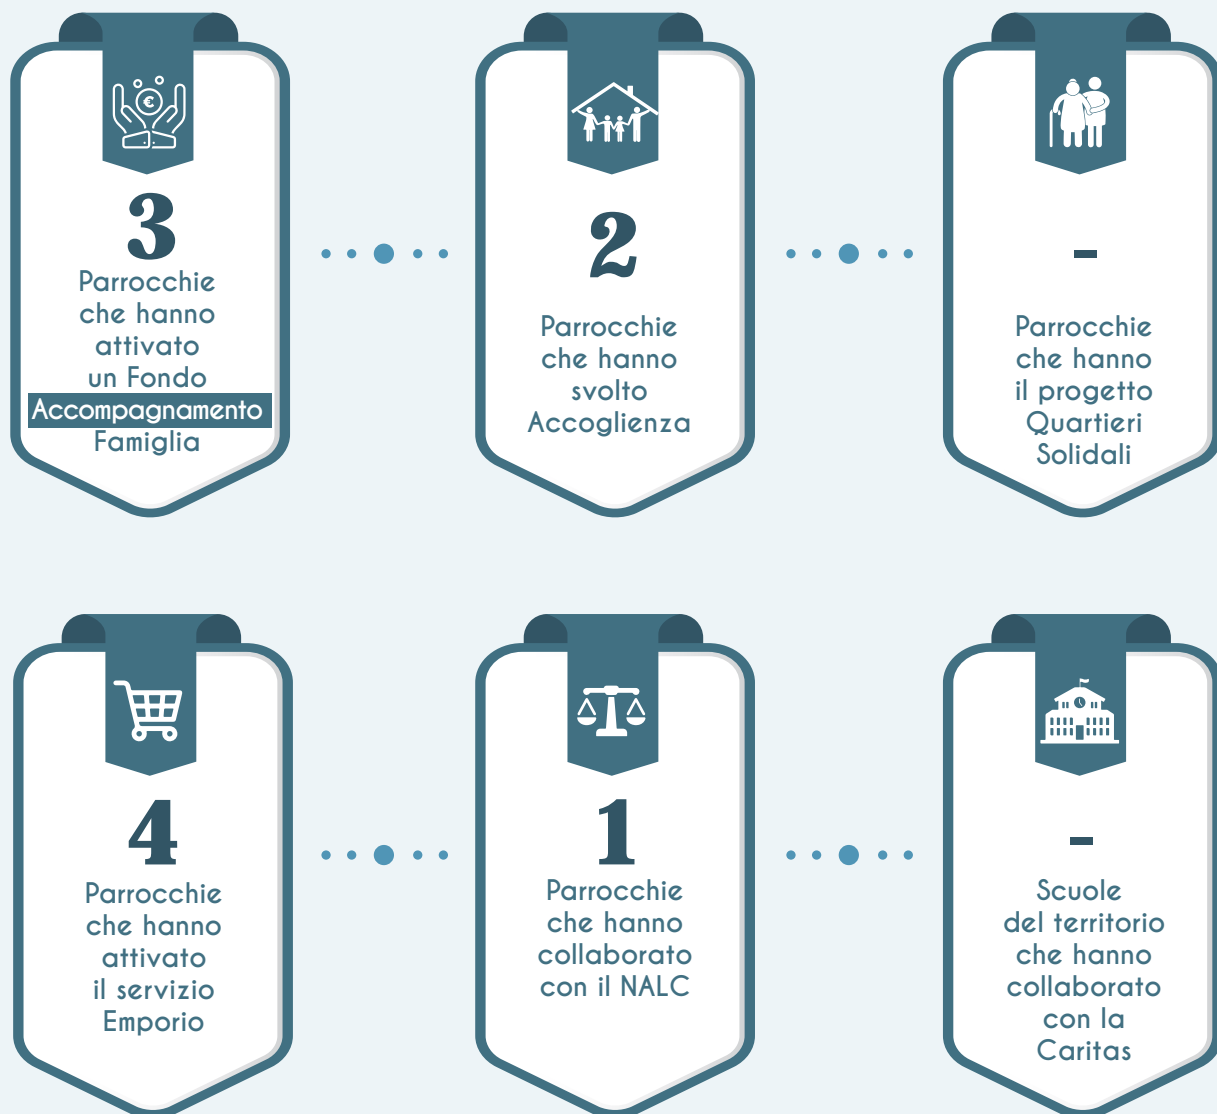 3
Parrocchie
che hanno
attivato
un Fondo
Accompagnamento
Famiglia
2
Parrocchie
che hanno
svolto
Accoglienza
-
Parrocchie
che hanno
il progetto
Quartieri
Solidali
4
Parrocchie
che hanno
attivato
il servizio
Emporio
1
Parrocchie
che hanno
collaborato
con il NALC
-
Scuole
del territorio
che hanno
collaborato
con la
Caritas